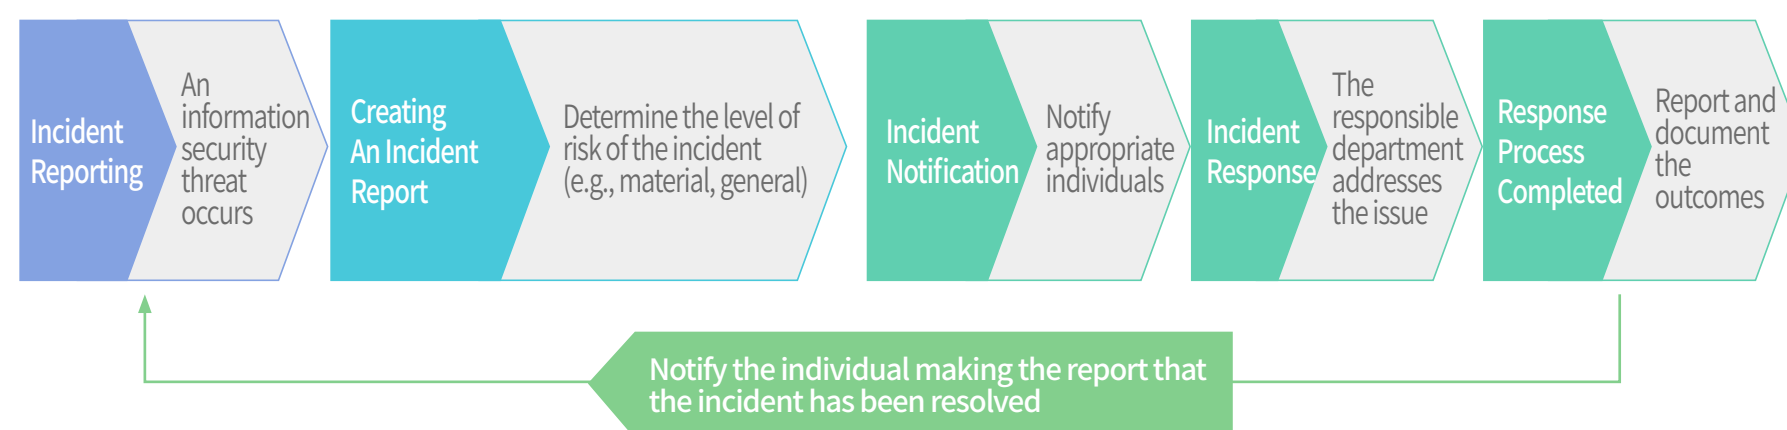 Incident
Reporting
An
information
security
threat
occurs
Creating
An Incident
Report
Determine the level of
risk of the incident
(e.g., material, general)
Incident
Notification
Notify
appropriate
individuals
Incident
Response
The
responsible
department
addresses
the issue
Response
Process
Completed
Report and
document
the
outcomes
Notify the individual making the report that
the incident has been resolved